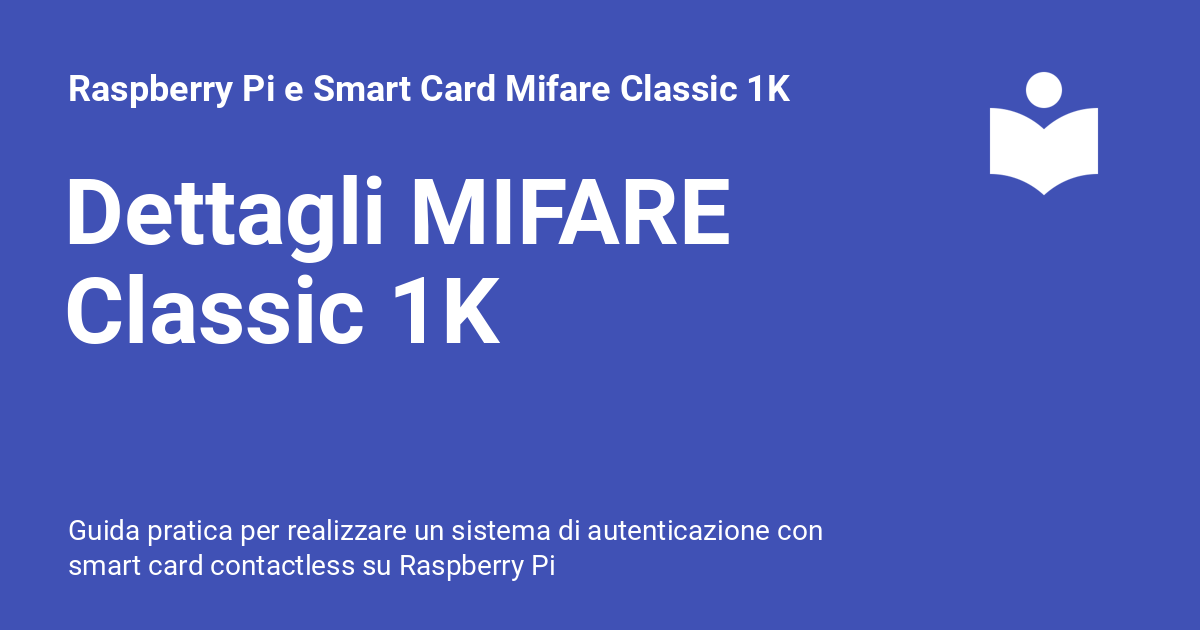 Raspberry Pi e Smart Card Mifare Classic 1K
Dettagli MIFARE
Classic 1K
Guida pratica per realizzare un sistema di autenticazione con
smart card contactless su Raspberry Pi